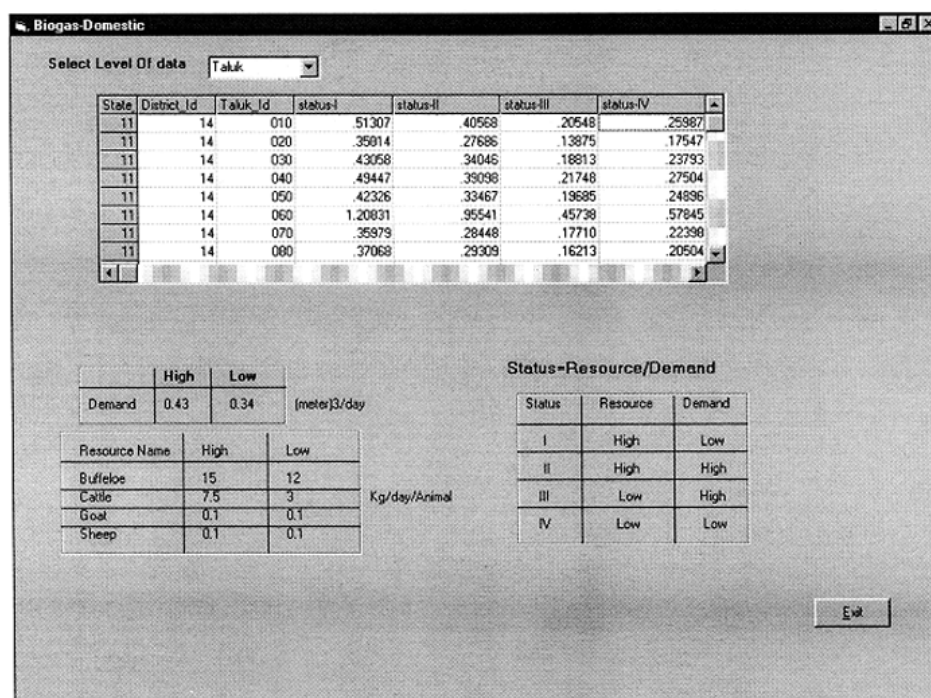 Biogas-Domestic
Select Level Of data Taluk
State District_Id Taluk_Id status-I status-II status-III status-IV
11 14 010 .51307 .40568 .20548 .25987
11 14 020 .35014 .27686 .13875 .17547
11 14 030 .43058 .34046 .18813 .23793
11 14 040 .49447 .39098 .21748 .27504
11 14 050 .42326 .33467 .19685 .24896
11 14 060 1.20831 .95541 .45738 .57845
11 14 070 .35979 .28448 .17710 .22398
11 14 080 .37068 .29309 .16213 .20504
High Low
Demand 0.43 0.34 (meter)3/day
Resource Name High Low
Buffeloe 15 12
Cattle 7.5 3 Kg/day/Animal
Goat 0.1 0.1
Sheep 0.1 0.1
Status=Resource/Demand
Status Resource Demand
I High Low
II High High
III Low High
IV Low Low
Exit